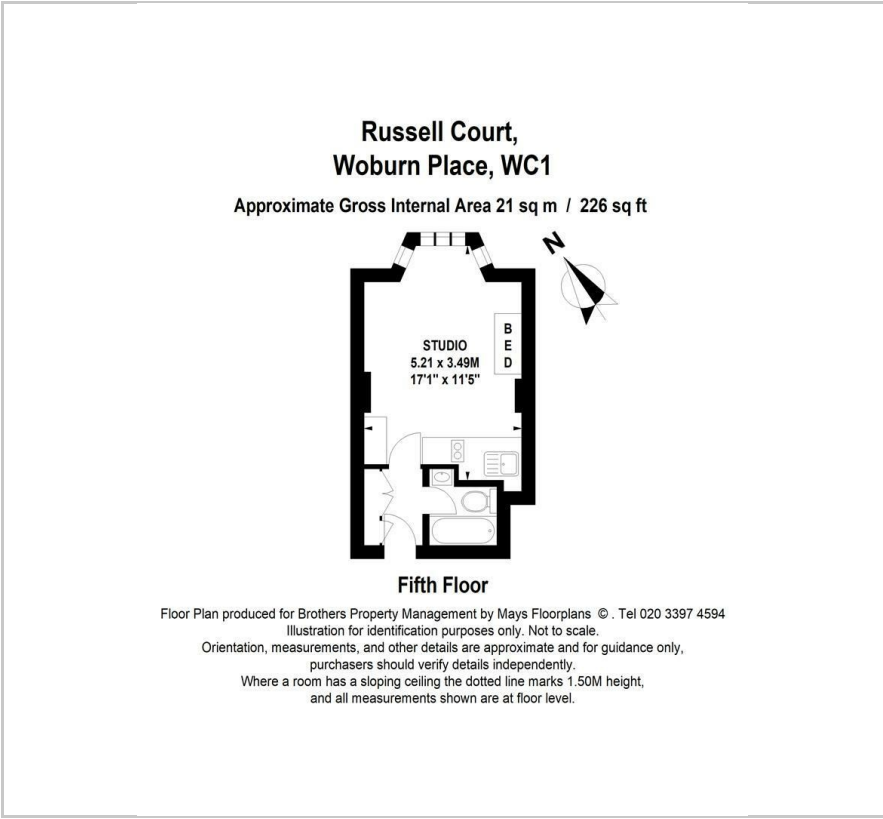 Russell Court,
Woburn Place, WC1
Approximate Gross Internal Area 21 sq m / 226 sq ft
N
B
E
D
STUDIO
5.21 x 3.49M
17'1" x 11'5"
Fifth Floor
Floor Plan produced for Brothers Property Management by Mays Floorplans © . Tel 020 3397 4594
Illustration for identification purposes only. Not to scale.
Orientation, measurements, and other details are approximate and for guidance only,
purchasers should verify details independently.
Where a room has a sloping ceiling the dotted line marks 1.50M height,
and all measurements shown are at floor level.